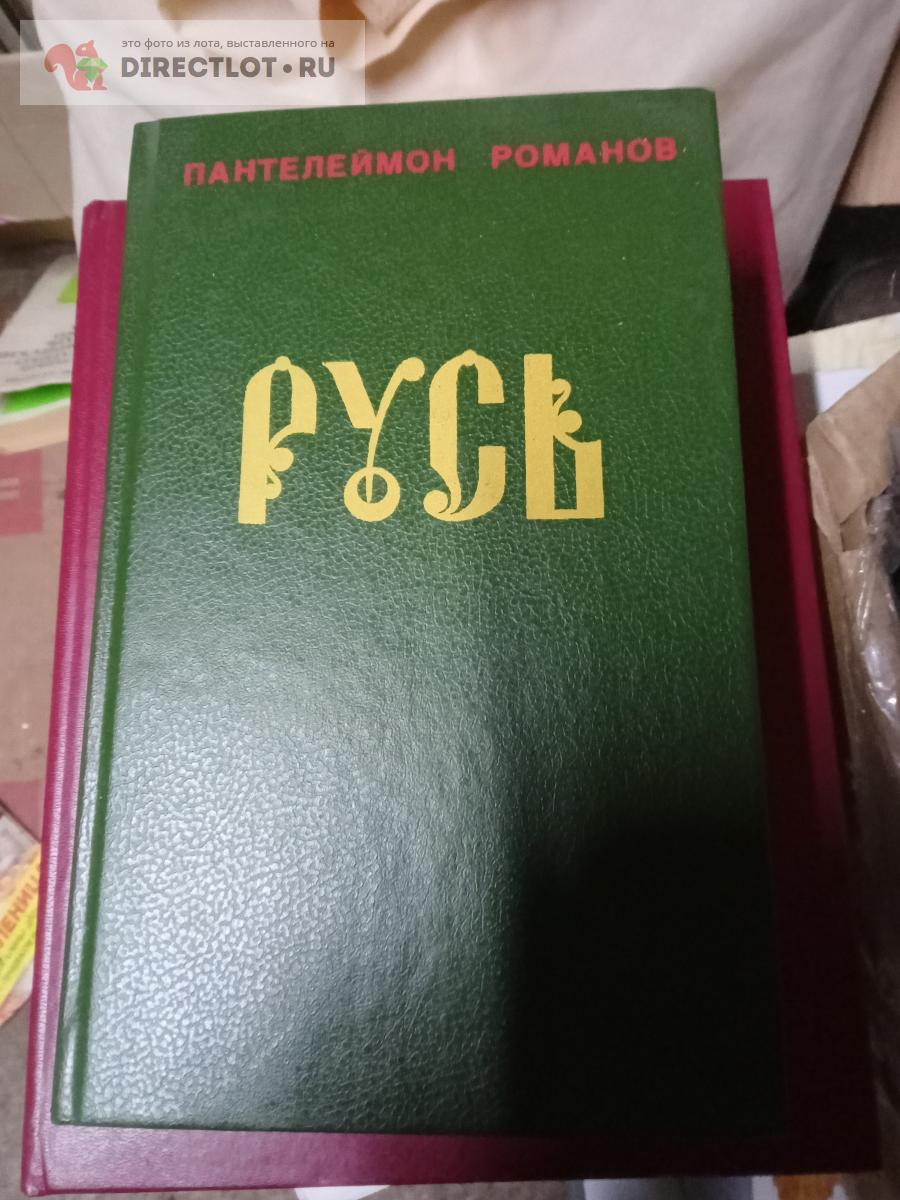 это фото из лота, выставленного на
DIRECTLOT.RU
ПАНТЕЛЕЙМОН РОМАНОВ
РУСЬ